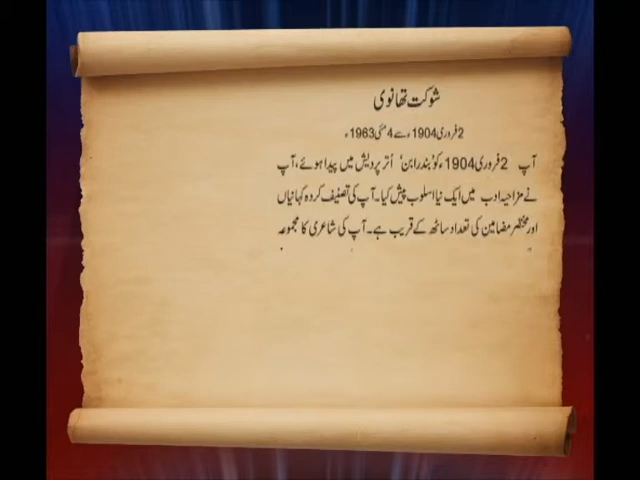 شوکت تھانوی
2 فروری 1904ء سے 4 مئی 1963ء
آپ 2 فروری 1904ء کو ’بندرابن‘ اُتر پردیش میں پیدا ہوئے، آپ
نے مزاحیہ ادب میں ایک نیا اسلوب پیش کیا۔ آپ کی تصنیف کردہ کہانیاں
اور مختصر مضامین کی تعداد ساٹھ کے قریب ہے۔ آپ کی شاعری کا مجموعہ